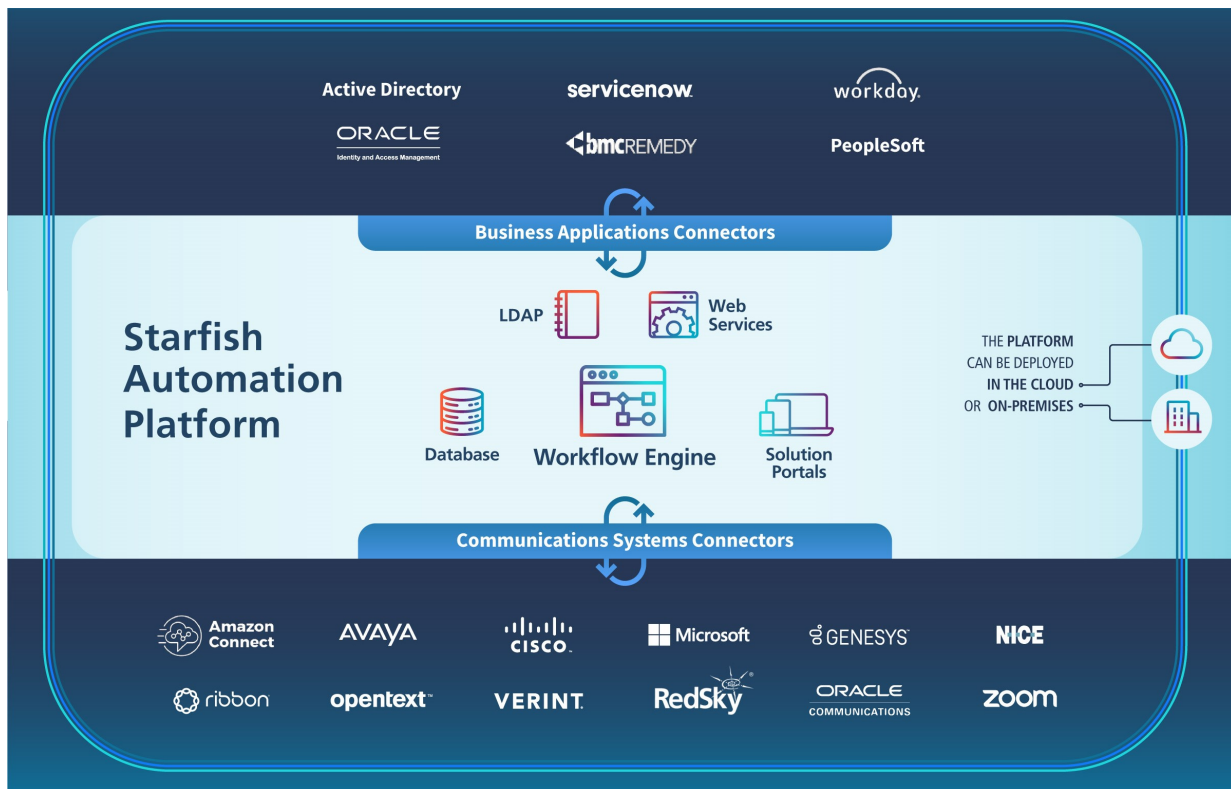 Active Directory
servicenow.
workday.
ORACLE
Identity and Access Management
bmcREMEDY
PeopleSoft
Business Applications Connectors
LDAP
Web
Services
Starfish
Automation
Platform
Database
Workflow Engine
Solution
Portals
THE PLATFORM
CAN BE DEPLOYED
IN THE CLOUD
OR ON-PREMISES
Communications Systems Connectors
Amazon
Connect
AVAYA
CISCO
Microsoft
GENESYS™
NICE
ribbon
opentext™
VERINT.
RedSky®
ORACLE
COMMUNICATIONS
zoom